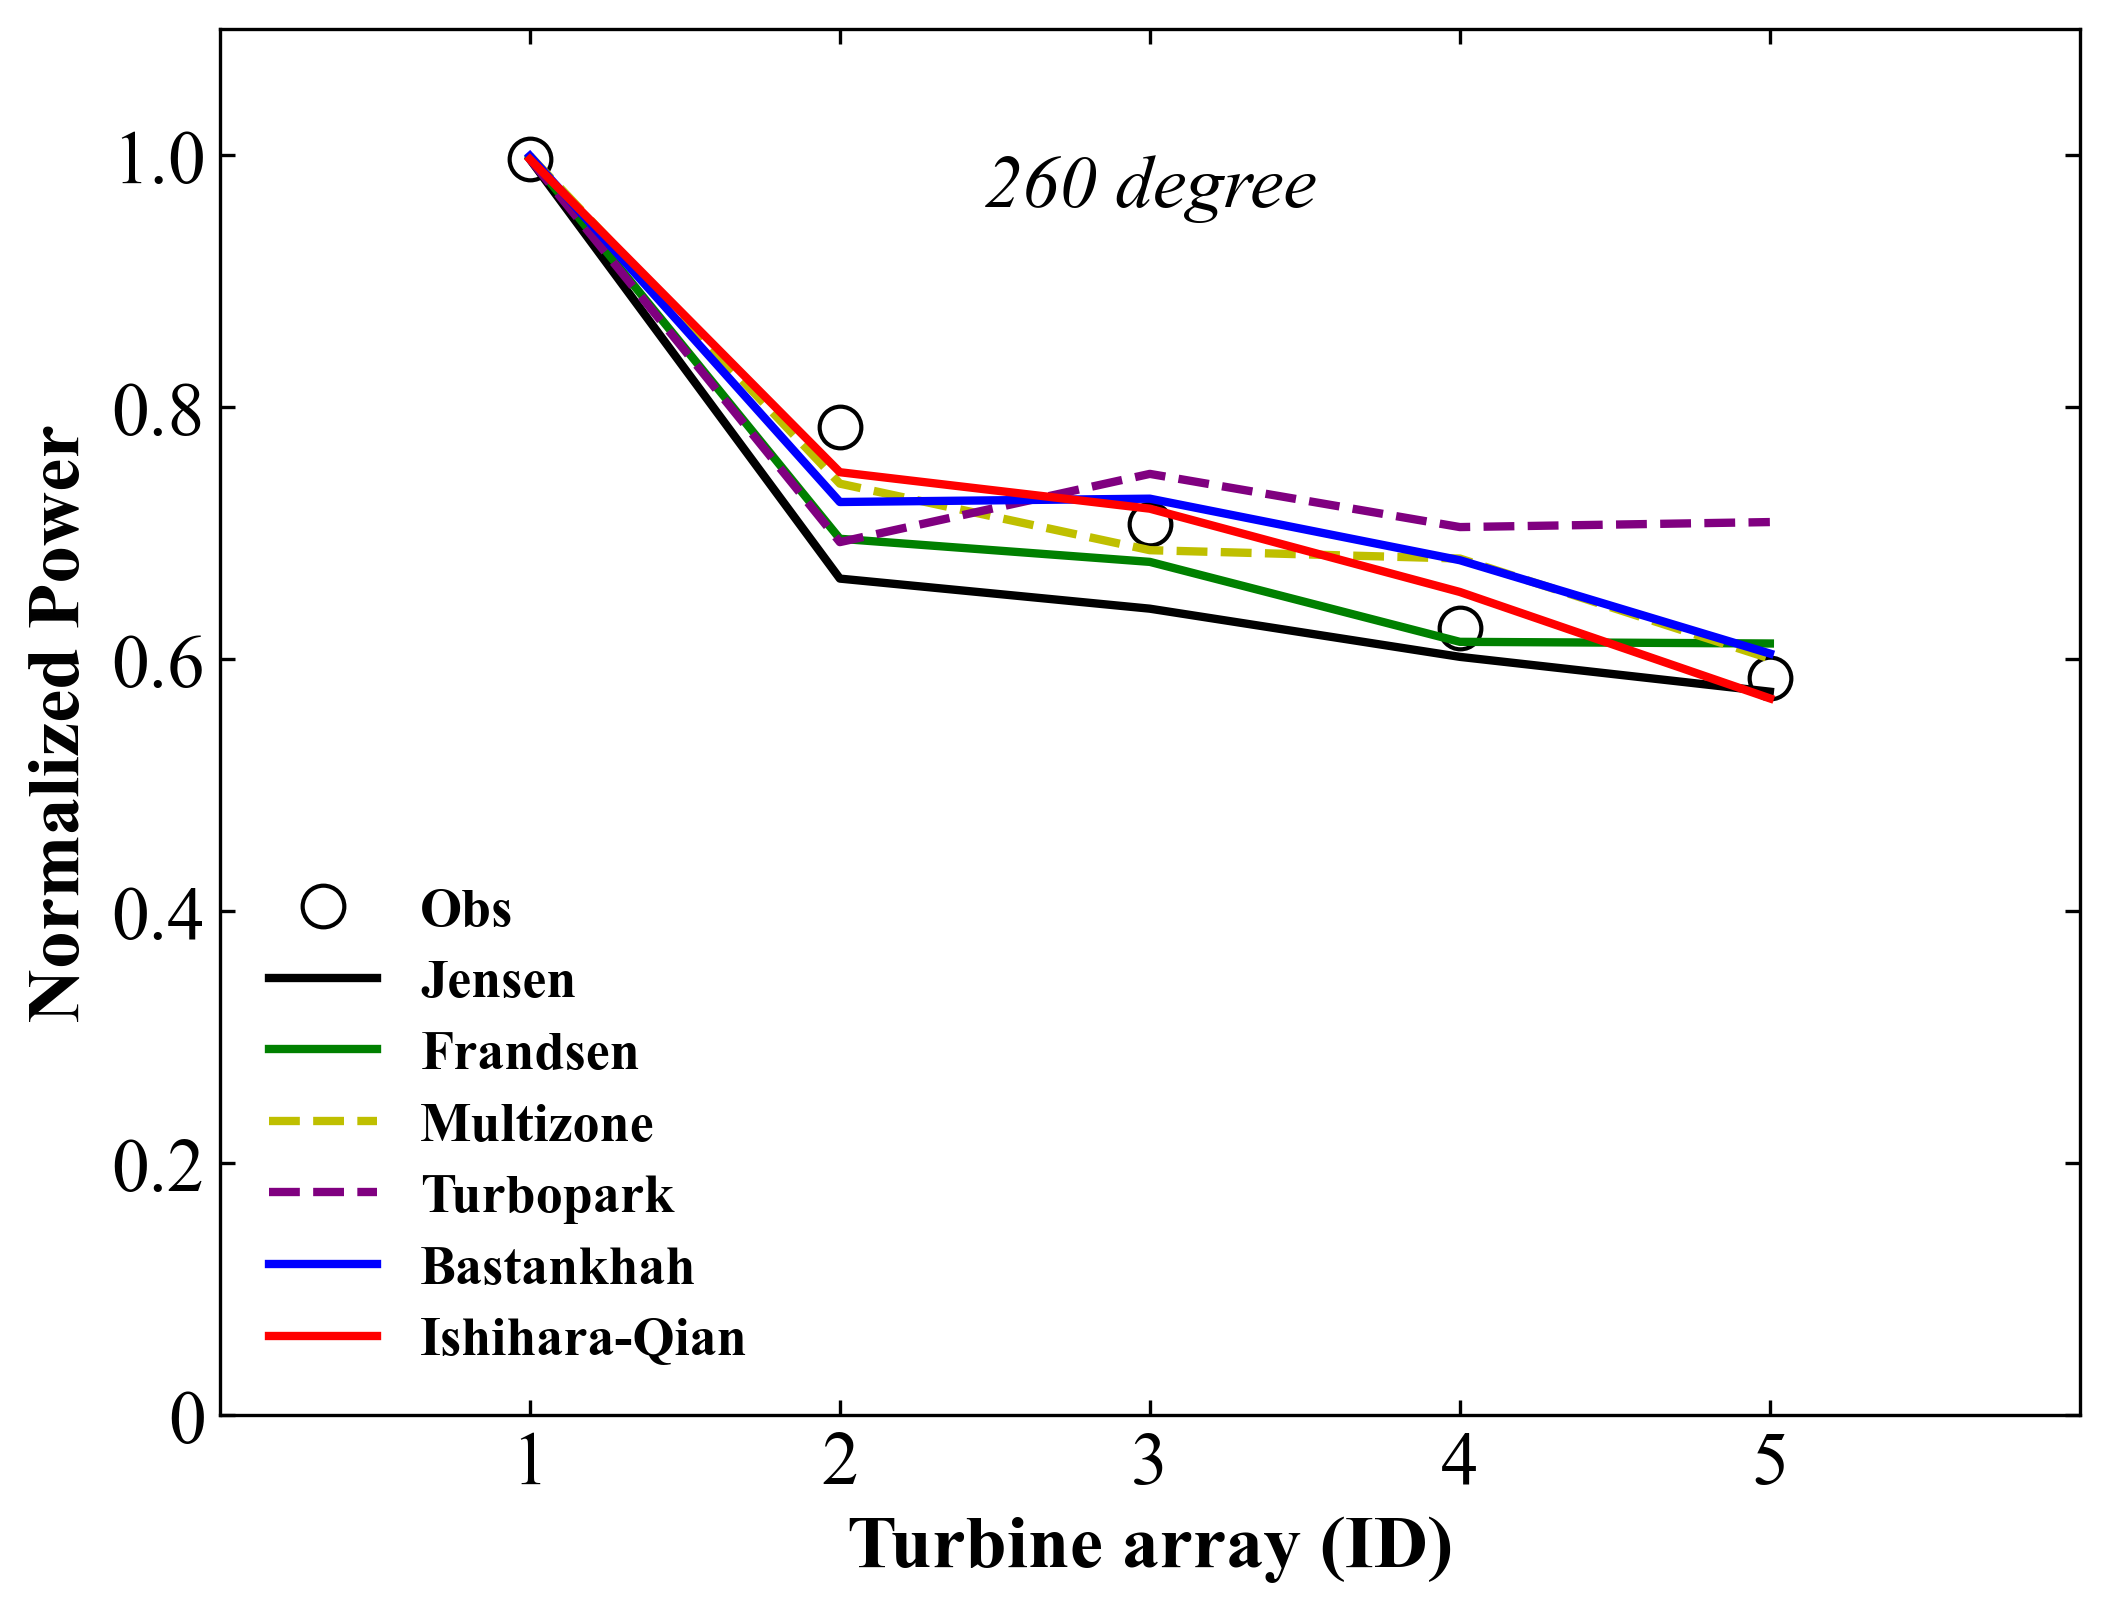 260 degree
1.0
0.8
0.6
0.4
0.2
0
Normalized Power
Obs
Jensen
Frandsen
Multizone
Turbopark
Bastankhah
Ishihara-Qian
1 2 3 4 5
Turbine array (ID)